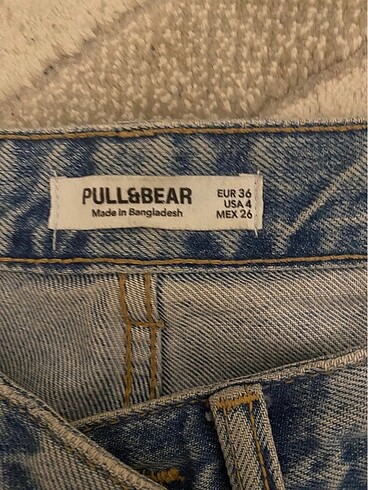 PULL&BEAR
Made in Bangladesh
EUR 36
USA 4
MEX 26